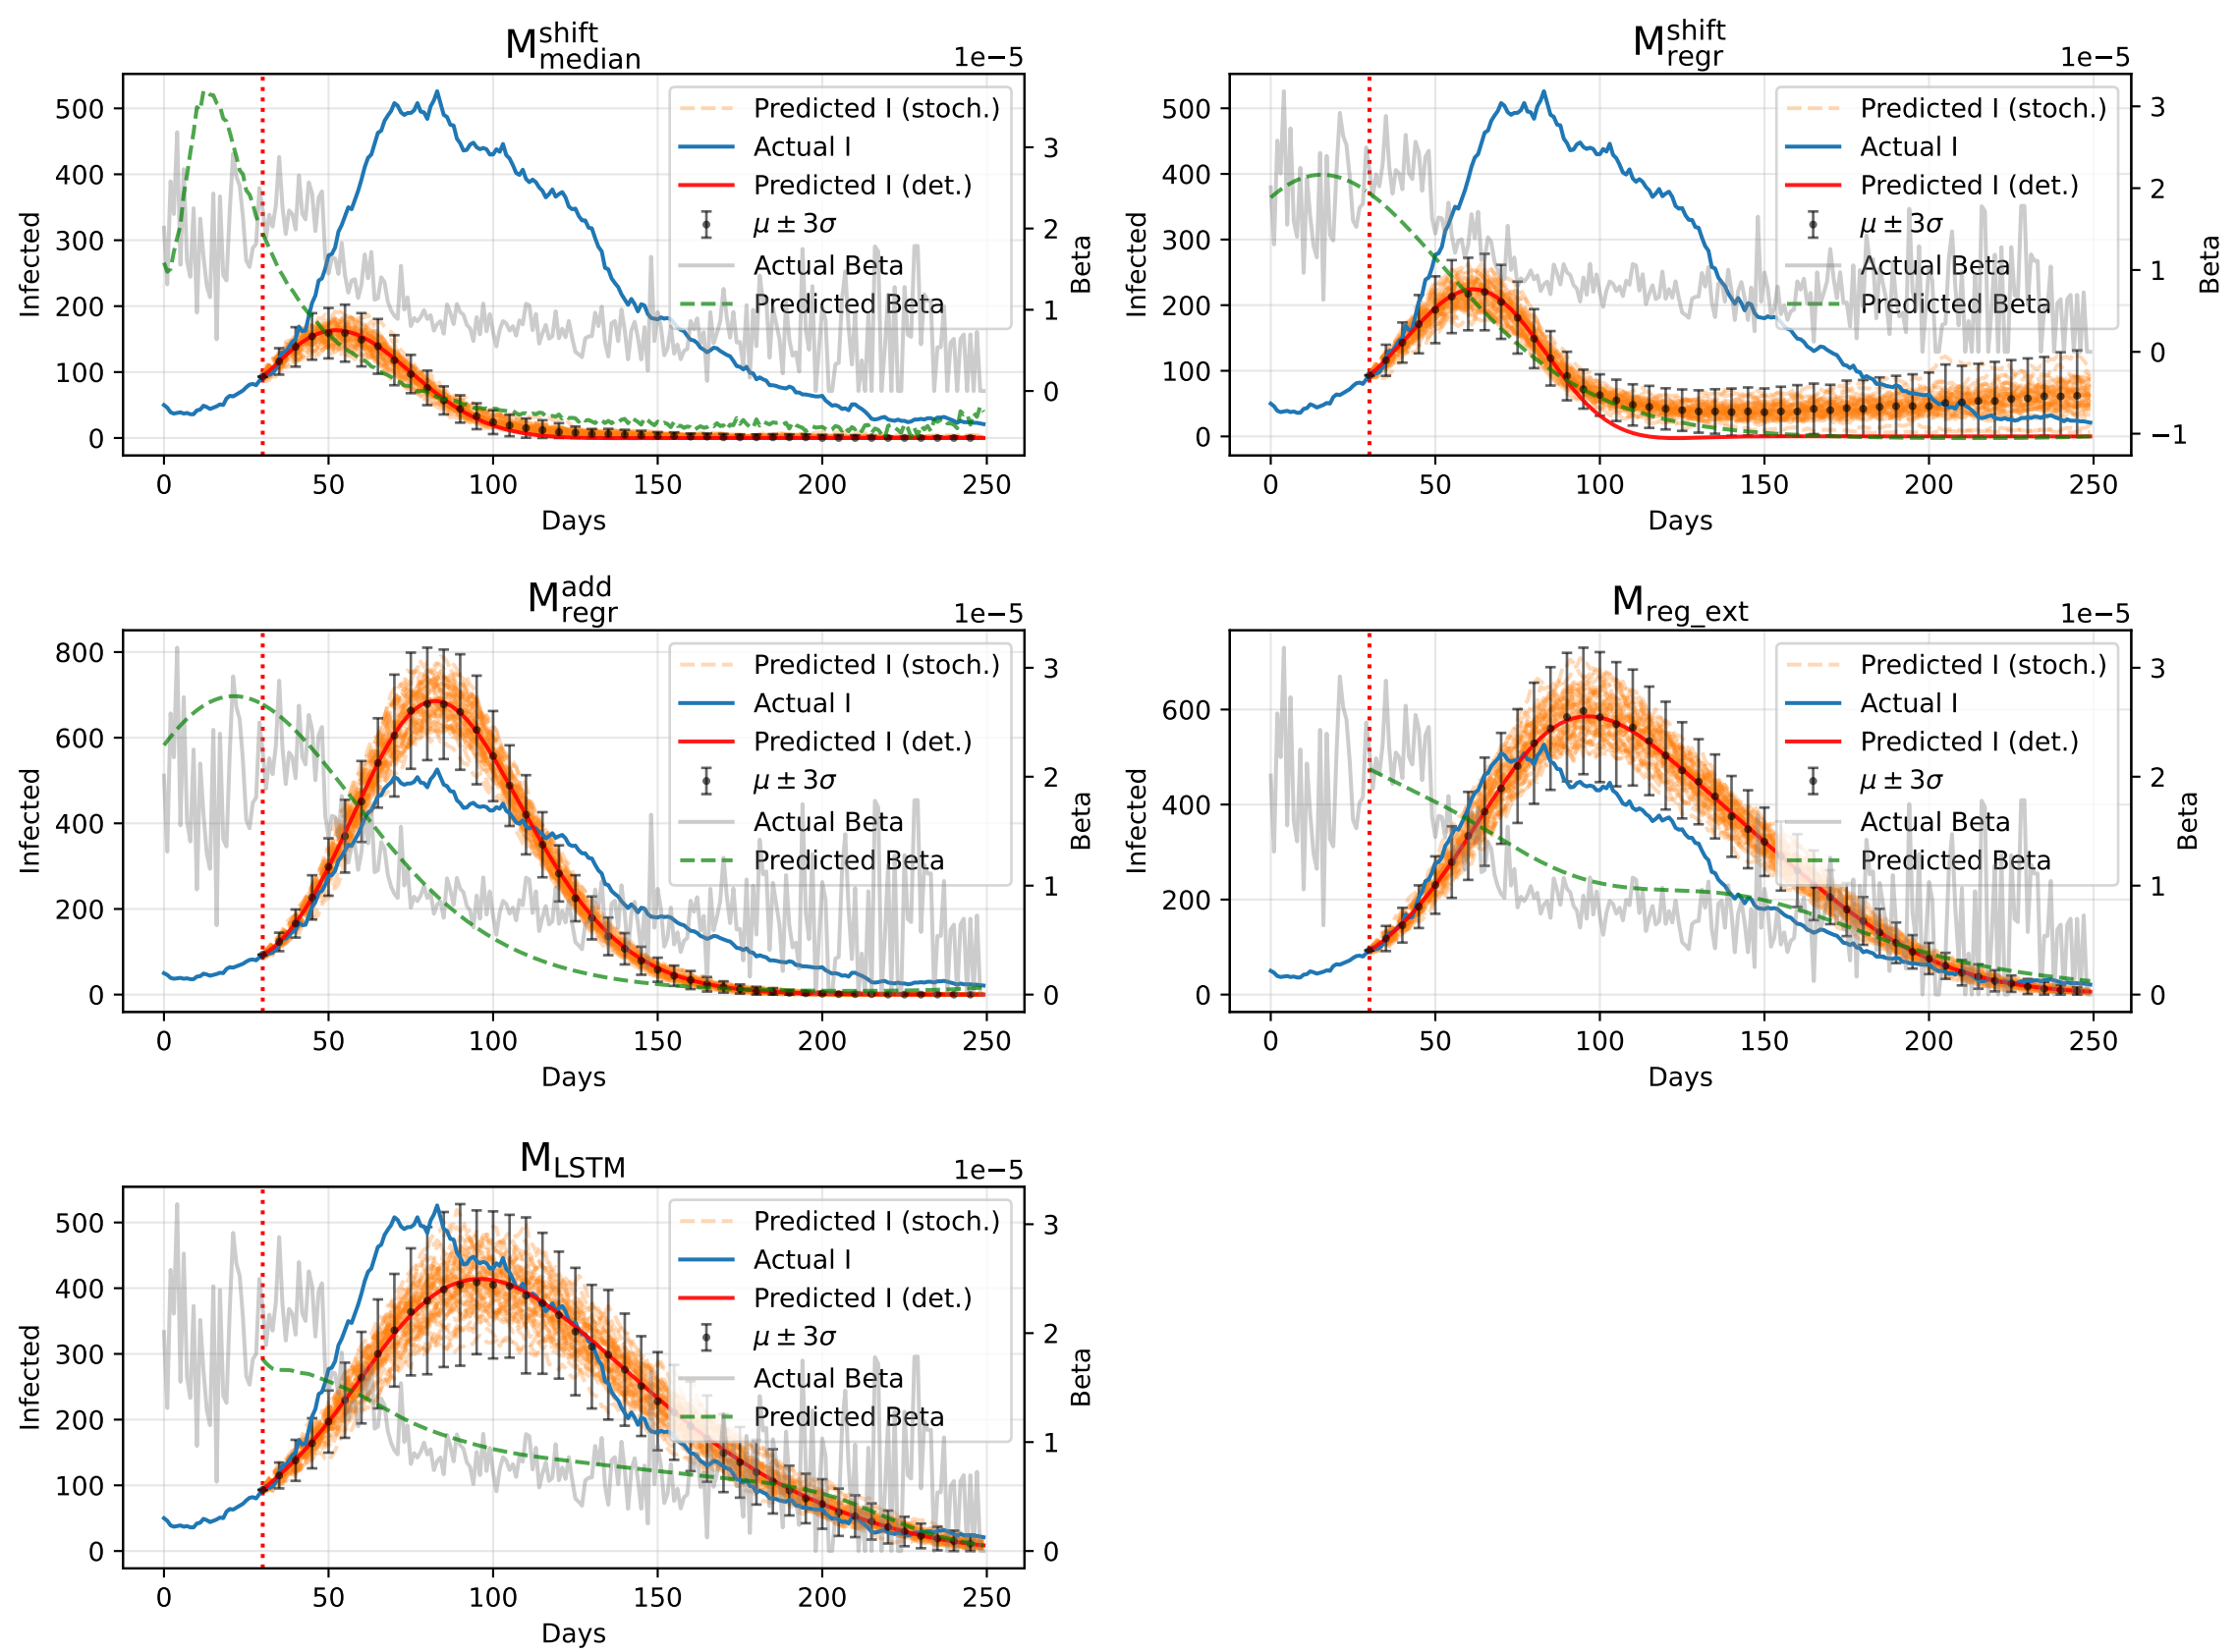 M^shift_median
1e−5
Infected
500
400
300
200
100
0
0 50 100 150 200 250
Days
3
2
1
0
Beta
Predicted I (stoch.)
Actual I
Predicted I (det.)
μ ± 3σ
Actual Beta
Predicted Beta
M^shift_regr
1e−5
Infected
500
400
300
200
100
0
0 50 100 150 200 250
Days
3
2
1
0
−1
Beta
Predicted I (stoch.)
Actual I
Predicted I (det.)
μ ± 3σ
Actual Beta
Predicted Beta
M^add_regr
1e−5
Infected
800
600
400
200
0
0 50 100 150 200 250
Days
3
2
1
0
Beta
Predicted I (stoch.)
Actual I
Predicted I (det.)
μ ± 3σ
Actual Beta
Predicted Beta
M_reg_ext
1e−5
Infected
600
400
200
0
0 50 100 150 200 250
Days
3
2
1
0
Beta
Predicted I (stoch.)
Actual I
Predicted I (det.)
μ ± 3σ
Actual Beta
Predicted Beta
M_LSTM
1e−5
Infected
500
400
300
200
100
0
0 50 100 150 200 250
Days
3
2
1
0
Beta
Predicted I (stoch.)
Actual I
Predicted I (det.)
μ ± 3σ
Actual Beta
Predicted Beta